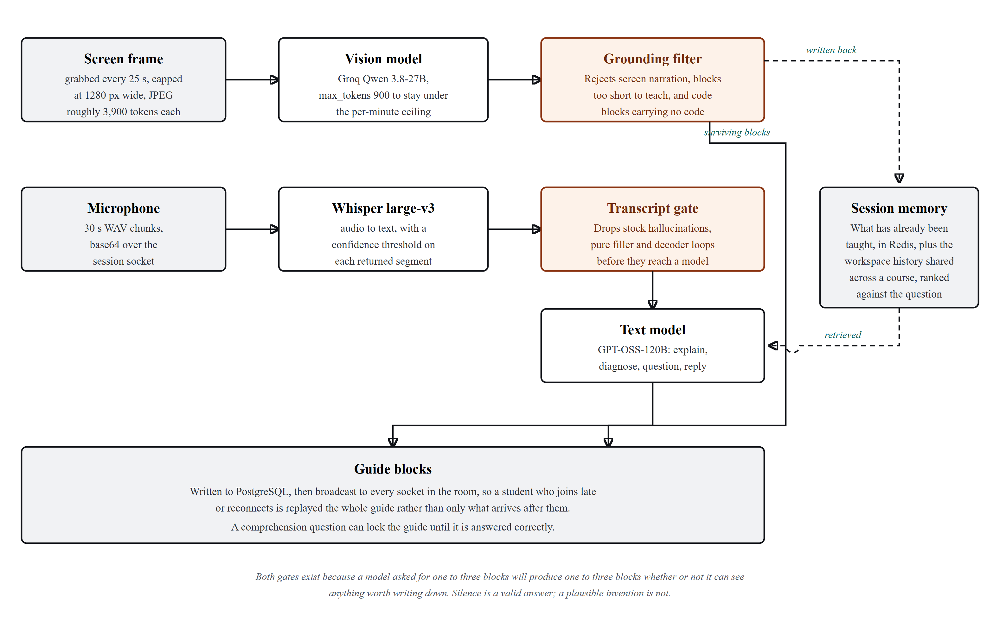 Screen frame
grabbed every 25 s, capped
at 1280 px wide, JPEG
roughly 3,900 tokens each
Vision model
Groq Qwen 3.8-27B,
max_tokens 900 to stay under
the per-minute ceiling
Grounding filter
Rejects screen narration, blocks
too short to teach, and code
blocks carrying no code
written back
surviving blocks
Microphone
30 s WAV chunks,
base64 over the
session socket
Whisper large-v3
audio to text, with a
confidence threshold on
each returned segment
Transcript gate
Drops stock hallucinations,
pure filler and decoder loops
before they reach a model
Session memory
What has already been
taught, in Redis, plus the
workspace history shared
across a course, ranked
against the question
Text model
GPT-OSS-120B: explain,
diagnose, question, reply
retrieved
Guide blocks
Written to PostgreSQL, then broadcast to every socket in the room, so a student who joins late
or reconnects is replayed the whole guide rather than only what arrives after them.
A comprehension question can lock the guide until it is answered correctly.
Both gates exist because a model asked for one to three blocks will produce one to three blocks whether or not it can see
anything worth writing down. Silence is a valid answer; a plausible invention is not.